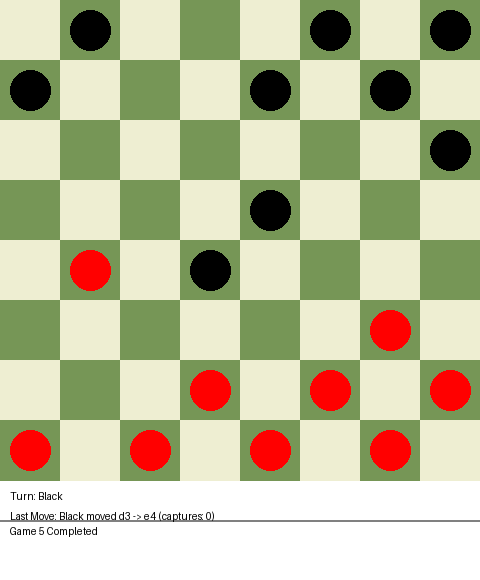 Turn: Black
Last Move: Black moved d3 -> e4 (captures: 0)
Game 5 Completed